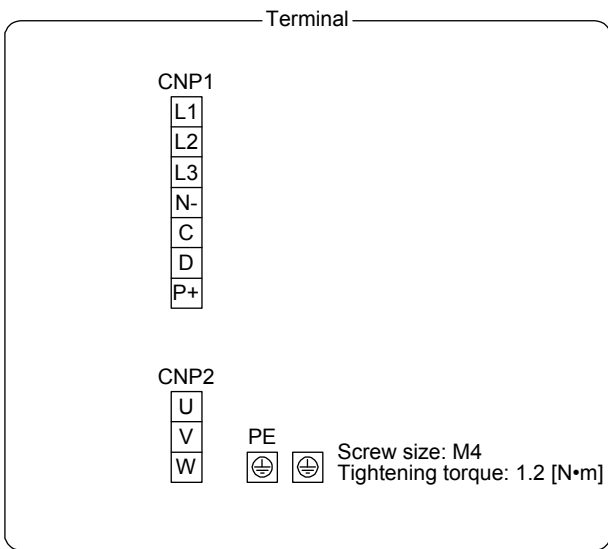 Terminal
CNP1
L1
L2
L3
N-
C
D
P+
CNP2
U
V
W
PE
Screw size: M4
Tightening torque: 1.2 [N•m]